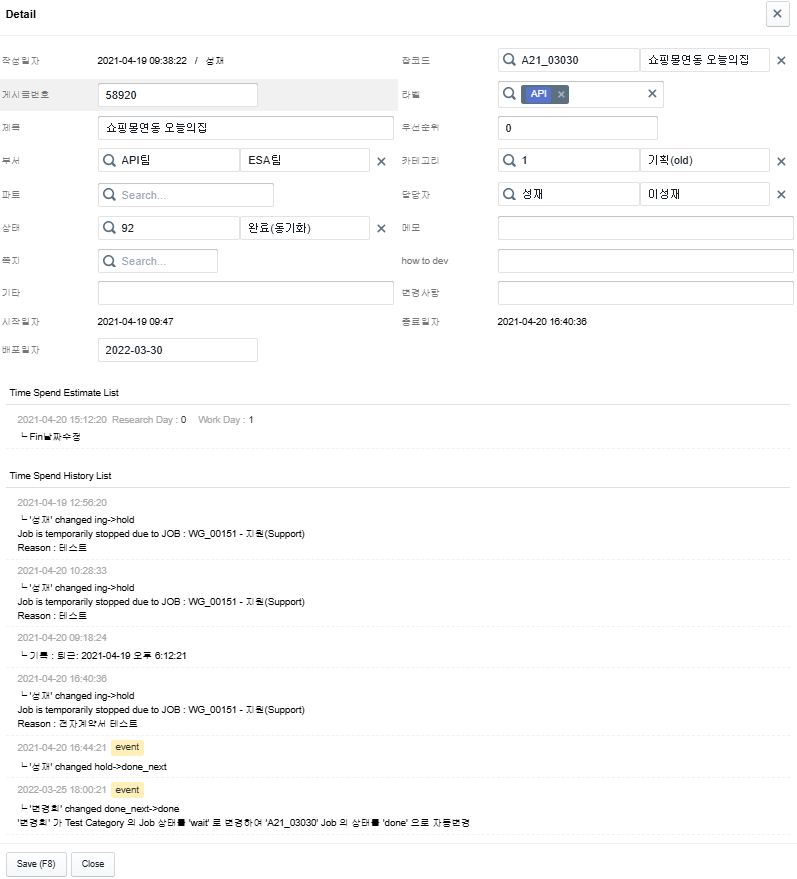 Detail
작성일자 2021-04-19 09:38:22 / 성재 잡코드 A21_03030 쇼핑몽연동 오늘의집
게시글번호 58920 라벨 API
제목 쇼핑몽연동 오늘의집 우선순위 0
부서 API팀 ESA팀 카테고리 1 기획(old)
파트 Search... 담당자 성재 이성재
상태 92 완료(동기화) 메모
쪽지 Search... how to dev
기타 변경사항
시작일자 2021-04-19 09:47 종료일자 2021-04-20 16:40:36
배포일자 2022-03-30
Time Spend Estimate List
2021-04-20 15:12:20 Research Day : 0 Work Day : 1
└ Fin날짜수정
Time Spend History List
2021-04-19 12:56:20
└ '성재' changed ing->hold
Job is temporarily stopped due to JOB : WG_00151 - 지원(Support)
Reason : 테스트
2021-04-20 10:28:33
└ '성재' changed ing->hold
Job is temporarily stopped due to JOB : WG_00151 - 지원(Support)
Reason : 테스트
2021-04-20 09:18:24
└ 기록 : 퇴근: 2021-04-19 오후 6:12:21
2021-04-20 16:40:36
└ '성재' changed ing->hold
Job is temporarily stopped due to JOB : WG_00151 - 지원(Support)
Reason : 전자계약서 테스트
2021-04-20 16:44:21 event
└ '성재' changed hold->done_next
2022-03-25 18:00:21 event
└ '변경희' changed done_next->done
'변경희' 가 Test Category 의 Job 상태를 'wait' 로 변경하여 'A21_03030' Job 의 상태를 'done' 으로 자동변경
Save (F8) Close